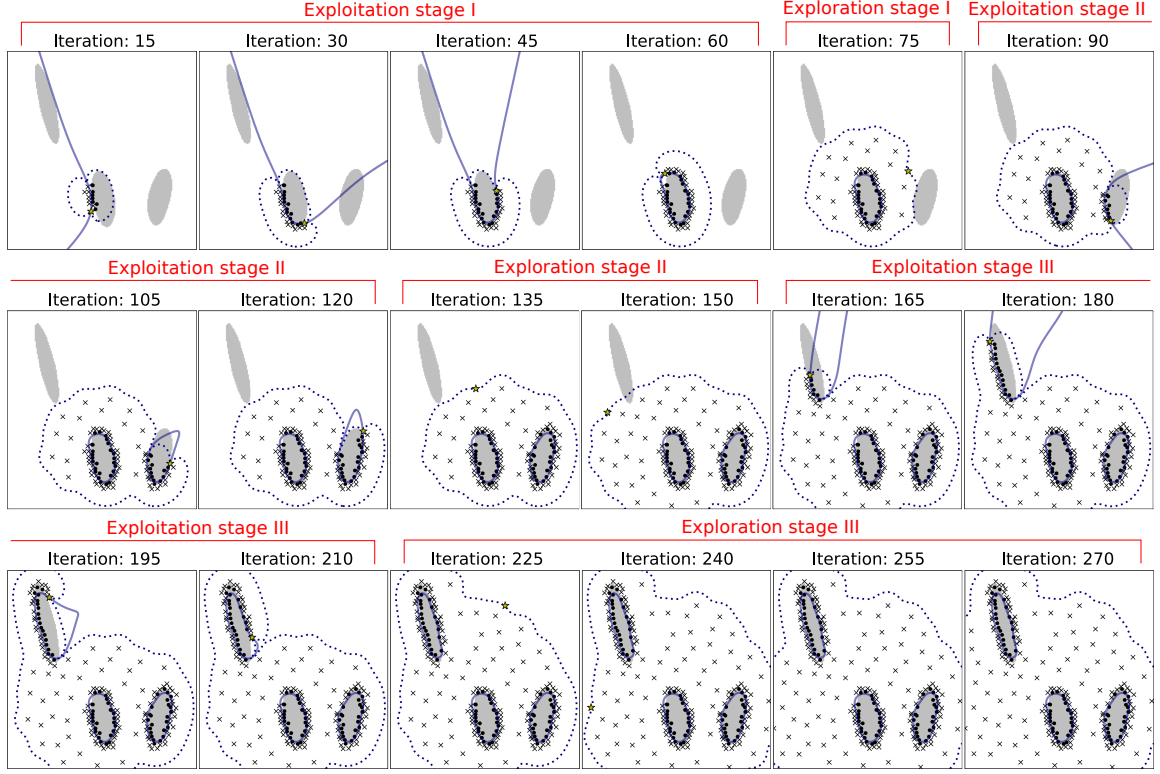 Exploitation stage I
Exploration stage I
Exploitation stage II
Iteration: 15
Iteration: 30
Iteration: 45
Iteration: 60
Iteration: 75
Iteration: 90
Exploitation stage II
Exploration stage II
Exploitation stage III
Iteration: 105
Iteration: 120
Iteration: 135
Iteration: 150
Iteration: 165
Iteration: 180
Exploitation stage III
Exploration stage III
Iteration: 195
Iteration: 210
Iteration: 225
Iteration: 240
Iteration: 255
Iteration: 270